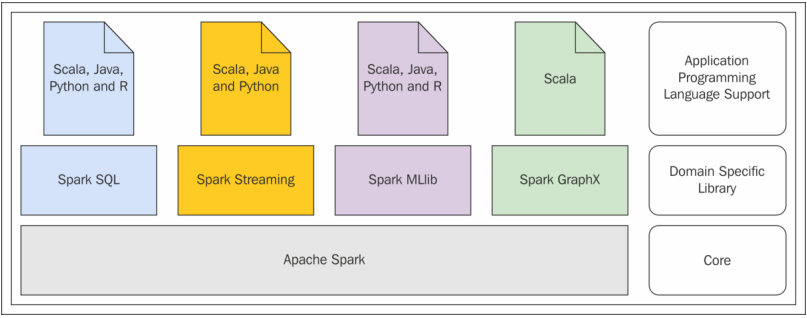 Scala, Java,
Python and R
Scala, Java
and Python
Scala, Java,
Python and R
Scala
Application
Programming
Language Support
Spark SQL
Spark Streaming
Spark MLlib
Spark GraphX
Domain Specific
Library
Apache Spark
Core